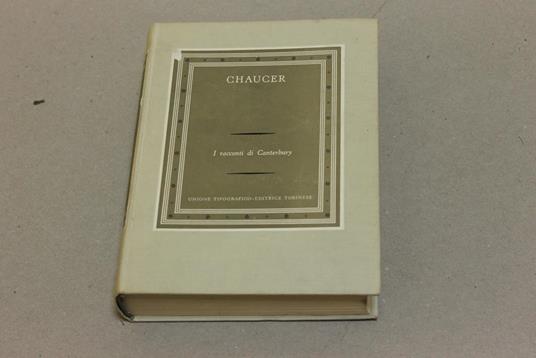 CHAUCER
I racconti di Canterbury
UNIONE TIPOGRAFICO-EDITRICE TORINESE